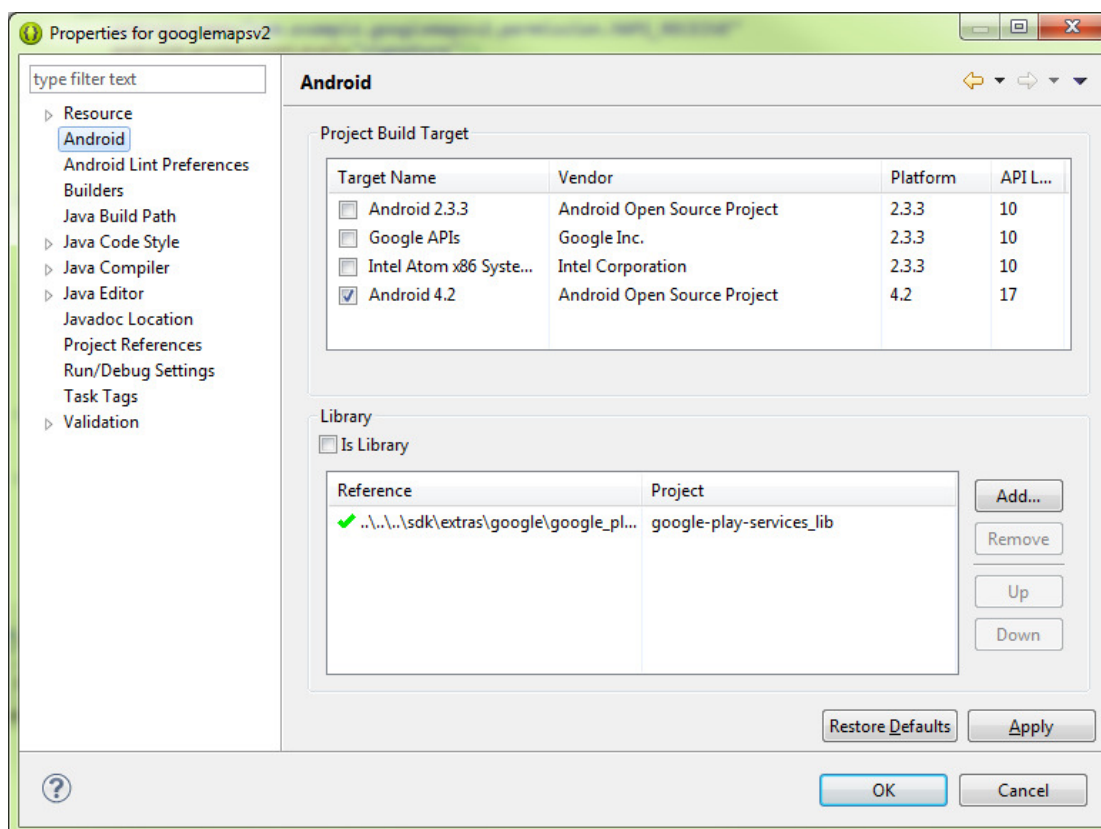 Properties for googlemapsv2
type filter text
Resource
Android
Android Lint Preferences
Builders
Java Build Path
Java Code Style
Java Compiler
Java Editor
Javadoc Location
Project References
Run/Debug Settings
Task Tags
Validation
Android
Project Build Target
Target Name Vendor Platform API L...
Android 2.3.3 Android Open Source Project 2.3.3 10
Google APIs Google Inc. 2.3.3 10
Intel Atom x86 Syste... Intel Corporation 2.3.3 10
Android 4.2 Android Open Source Project 4.2 17
Library
Is Library
Reference Project
..\..\..\sdk\extras\google\google_pl... google-play-services_lib
Add...
Remove
Up
Down
Restore Defaults Apply
? OK Cancel